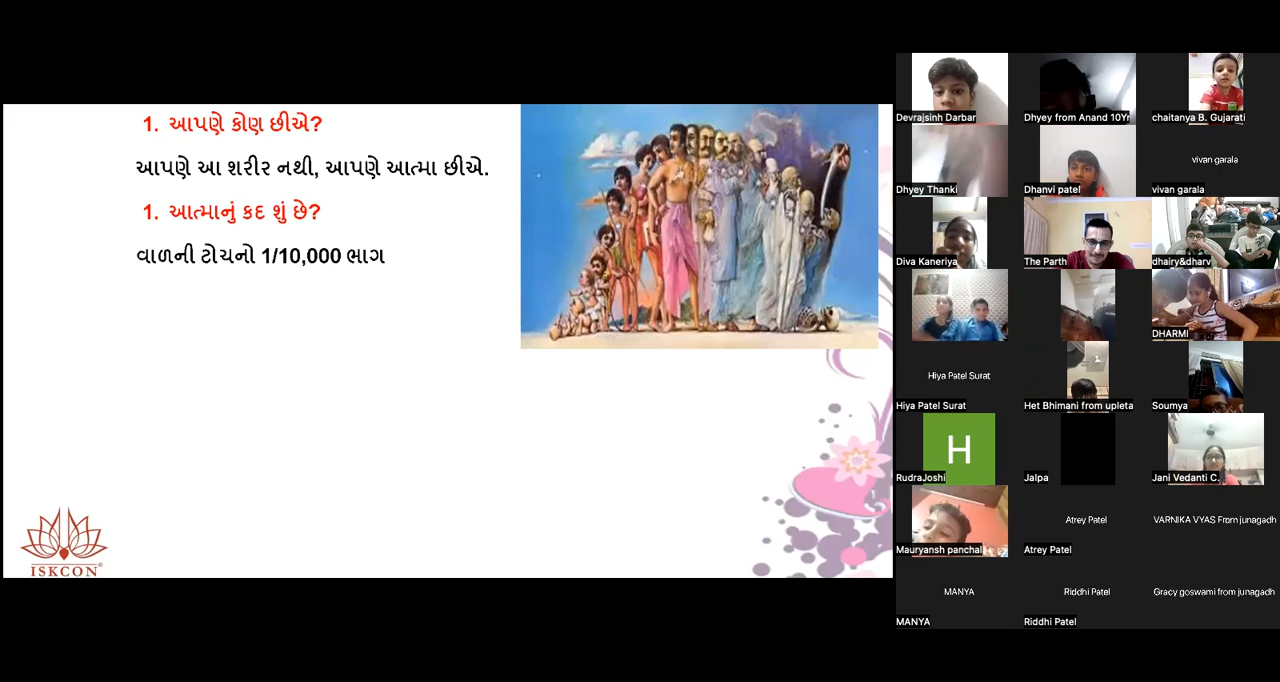 1. આપણે કોણ છીએ?
આપણે આ શરીર નથી, આપણે આત્મા છીએ.
1. આત્માનું કદ શું છે?
વાળની ટોચનો 1/10,000 ભાગ
ISKCON®
Devrajsinh Darbar
Dhyey from Anand 10Yr
chaitanya B. Gujarati
Dhyey Thanki
Dhanvi patel
vivan garala
vivan garala
Diva Kaneriya
The Parth
dhairy&dharv
DHARMI
Hiya Patel Surat
Hiya Patel Surat
Het Bhimani from upleta
Soumya
H
RudraJoshi
Jalpa
Jani Vedanti C.
Mauryansh panchal
Atrey Patel
Atrey Patel
VARNIKA VYAS From junagadh
MANYA
MANYA
Riddhi Patel
Riddhi Patel
Gracy goswami from junagadh